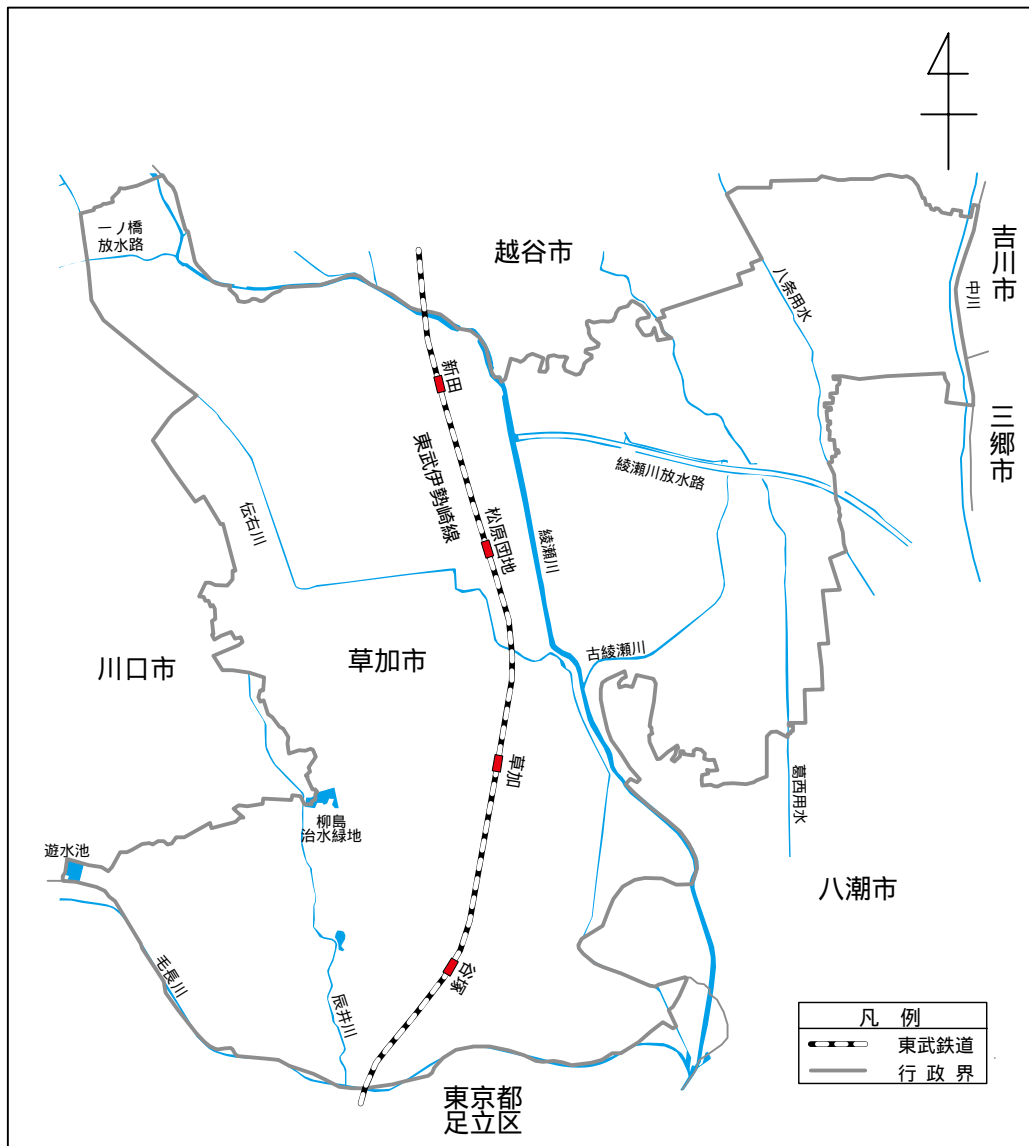 一ノ橋
放水路
越谷市
吉川市
中川
八条用水
新田
三郷市
東武伊勢崎線
綾瀬川放水路
伝右川
松原団地
綾瀬川
古綾瀬川
川口市
草加市
草加
葛西用水
柳島
治水緑地
遊水池
八潮市
毛長川
谷塚
辰井川
凡 例
東武鉄道
行 政 界
東京都
足立区